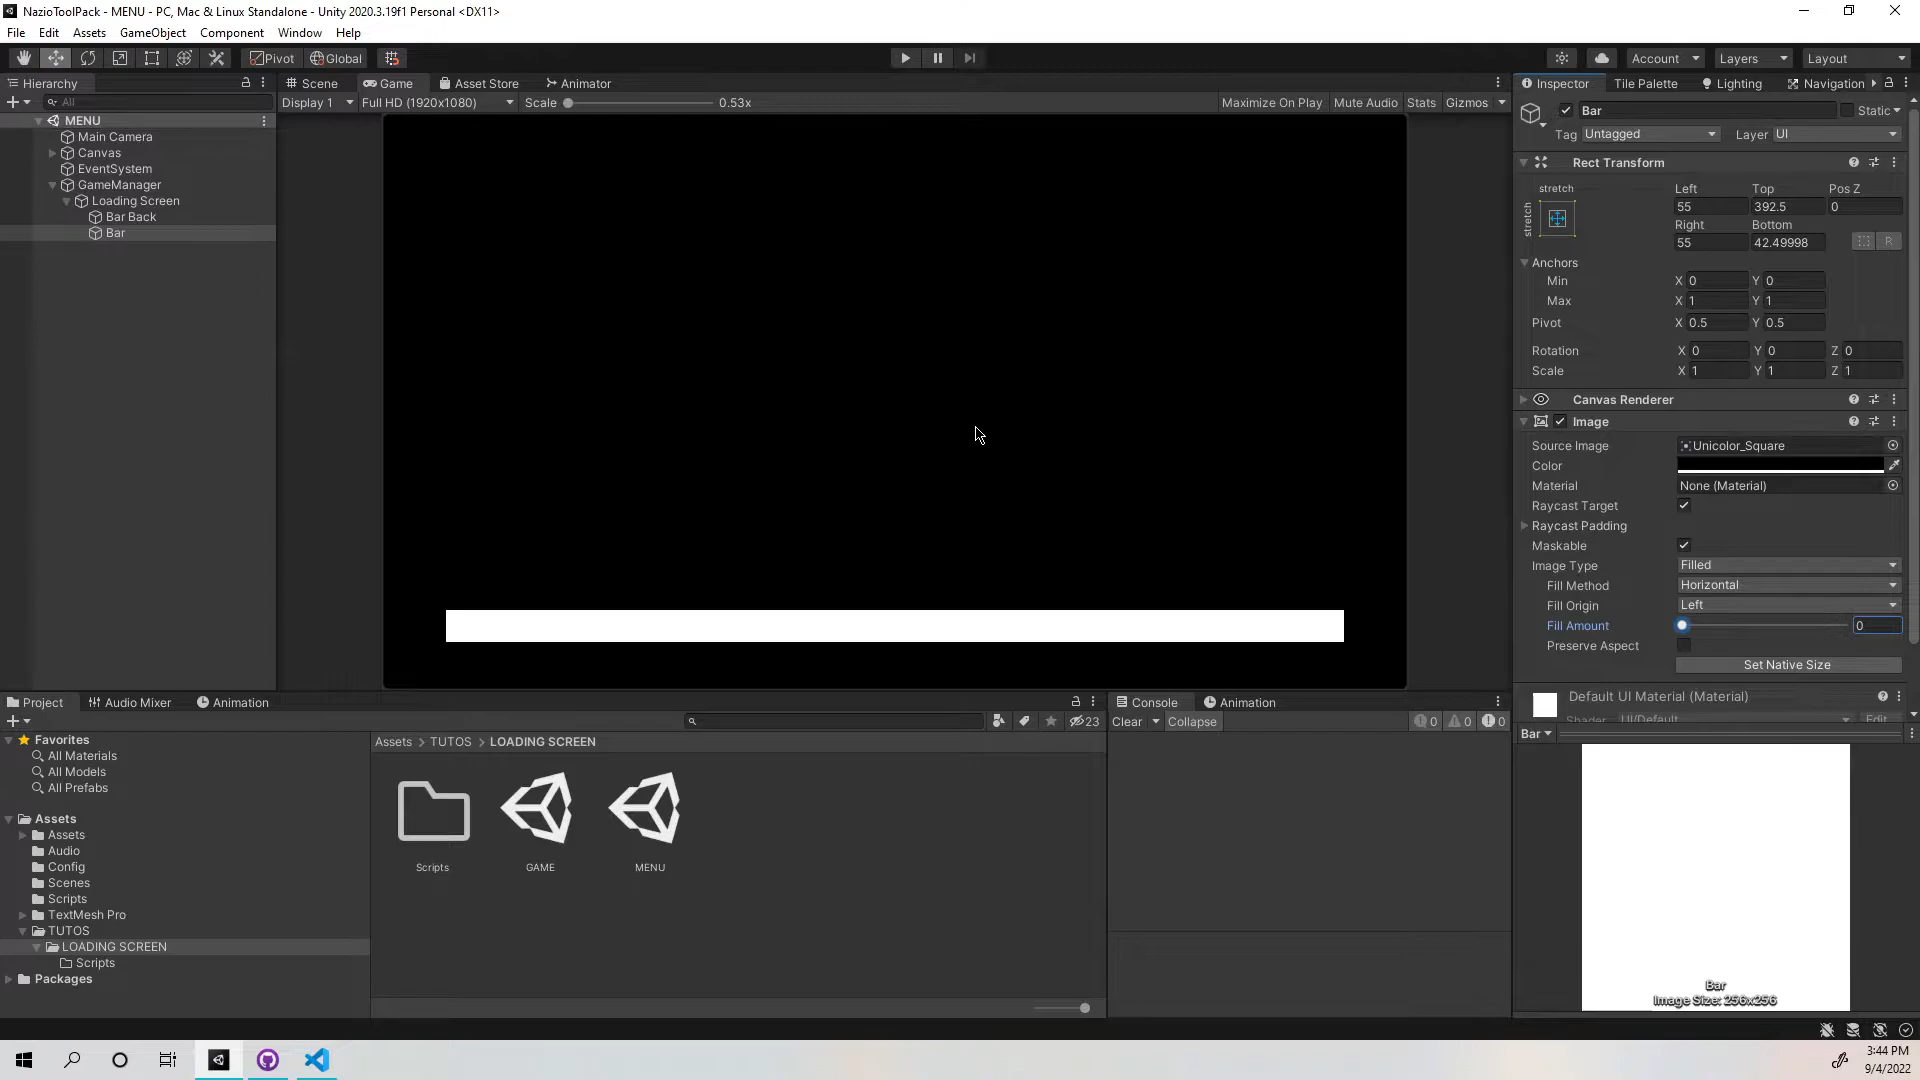 NazioToolPack - MENU - PC, Mac & Linux Standalone - Unity 2020.3.19f1 Personal <DX11>
File Edit Assets GameObject Component Window Help
Pivot Global Account Layers Layout
Hierarchy Scene Game Asset Store Animator Inspector Tile Palette Lighting Navigation
All Display 1 Full HD (1920x1080) Scale 0.53x Maximize On Play Mute Audio Stats Gizmos
MENU
Main Camera
Canvas
EventSystem
GameManager
Loading Screen
Bar Back
Bar
Bar Static
Tag Untagged Layer UI
Rect Transform
stretch Left Top Pos Z
stretch 55 392.5 0
Right Bottom
55 42.49998 R
Anchors
Min X 0 Y 0
Max X 1 Y 1
Pivot X 0.5 Y 0.5
Rotation X 0 Y 0 Z 0
Scale X 1 Y 1 Z 1
Canvas Renderer
Image
Source Image Unicolor_Square
Color
Material None (Material)
Raycast Target
Raycast Padding
Maskable
Image Type Filled
Fill Method Horizontal
Fill Origin Left
Fill Amount 0
Preserve Aspect
Set Native Size
Default UI Material (Material)
Shader UI/Default Edit
Bar
Bar
Image Size: 256x256
Project Audio Mixer Animation
23
Favorites
All Materials
All Models
All Prefabs
Assets
Assets
Audio
Config
Scenes
Scripts
TextMesh Pro
TUTOS
LOADING SCREEN
Scripts
Packages
Assets > TUTOS > LOADING SCREEN
Scripts GAME MENU
Console Animation
Clear Collapse 0 0 0
3:44 PM
9/4/2022